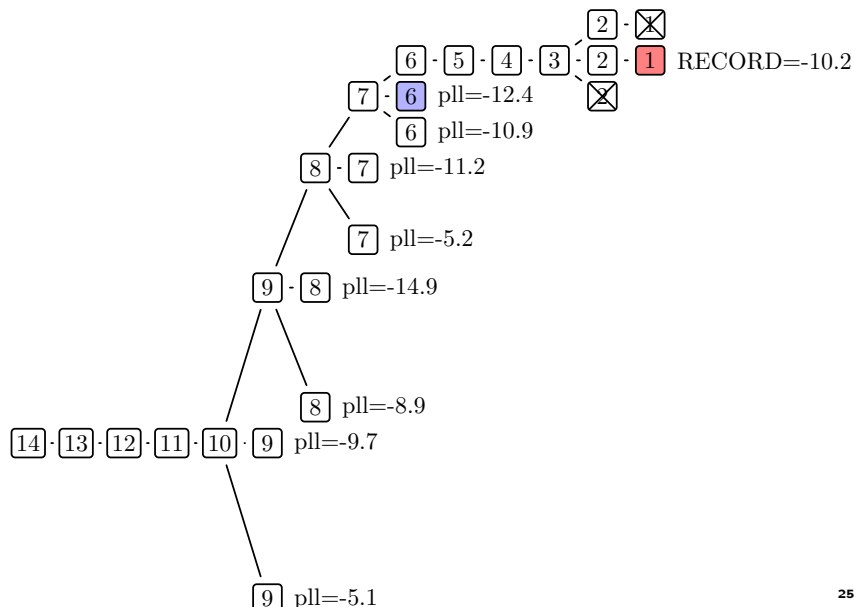 2 1
6 5 4 3 2 1 RECORD=-10.2
7 6 pll=-12.4 2
6 pll=-10.9
8 7 pll=-11.2
7 pll=-5.2
9 8 pll=-14.9
8 pll=-8.9
14 13 12 11 10 9 pll=-9.7
9 pll=-5.1
25